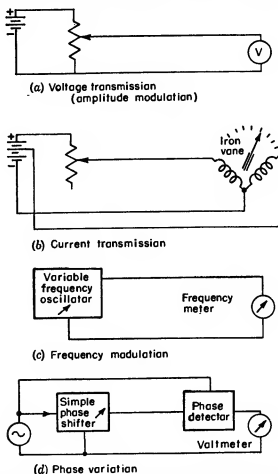 +
V
(a) Voltage transmission
(amplitude modulation)
+
Iron
vane
(b) Current transmission
Variable
frequency
oscillator
Frequency
meter
(c) Frequency modulation
Simple
phase
shifter
Phase
detector
Voltmeter
(d) Phase variation